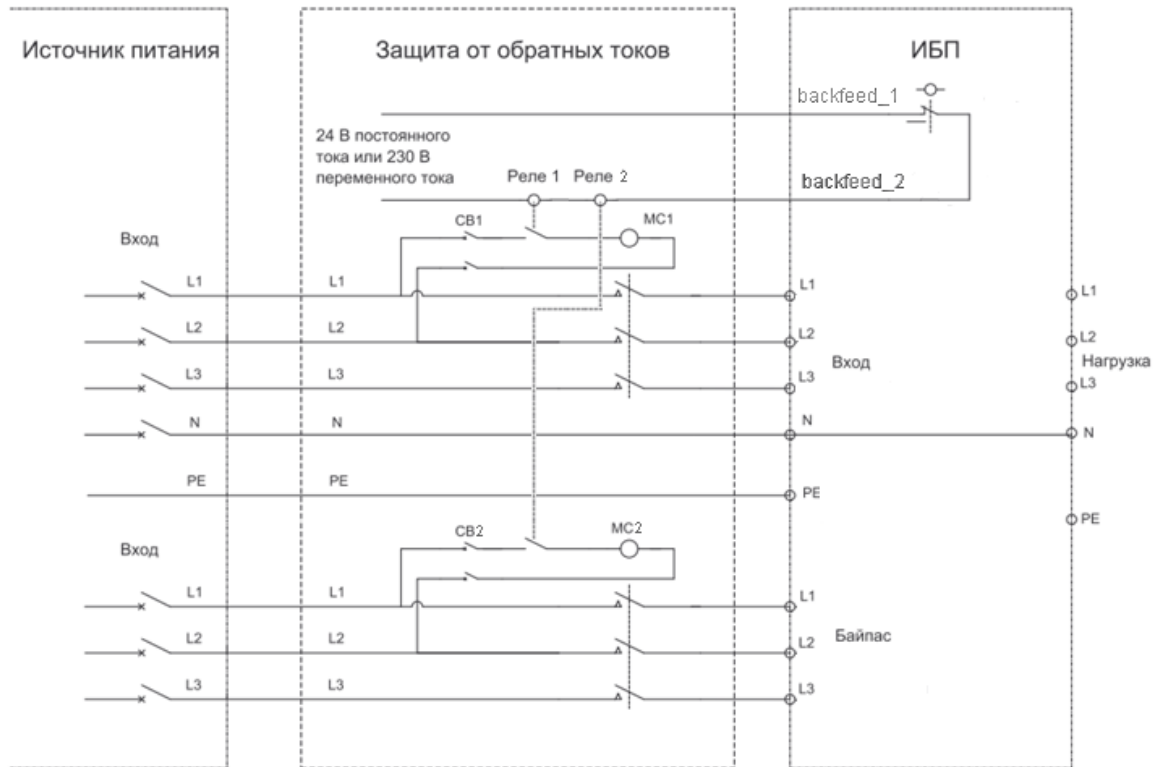 Источник питания
Защита от обратных токов
ИБП
backfeed_1
24 В постоянного
тока или 230 В
переменного тока
Реле 1 Реле 2
backfeed_2
CB1
MC1
Вход
L1
L1
L1
L1
L2
L2
L2
L2
Вход
Нагрузка
L3
L3
L3
L3
N
N
N
N
PE
PE
PE
PE
CB2
MC2
Вход
L1
L1
L1
L2
L2
L2
Байпас
L3
L3
L3